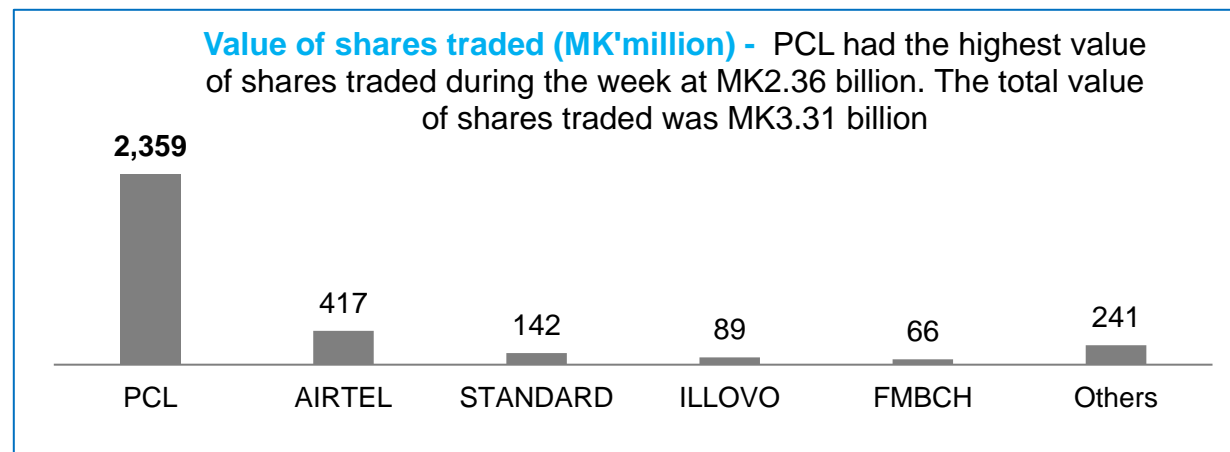 Value of shares traded (MK'million) - PCL had the highest value
of shares traded during the week at MK2.36 billion. The total value
of shares traded was MK3.31 billion
2,359
417
142
89
66
241
PCL
AIRTEL
STANDARD
ILLOVO
FMBCH
Others